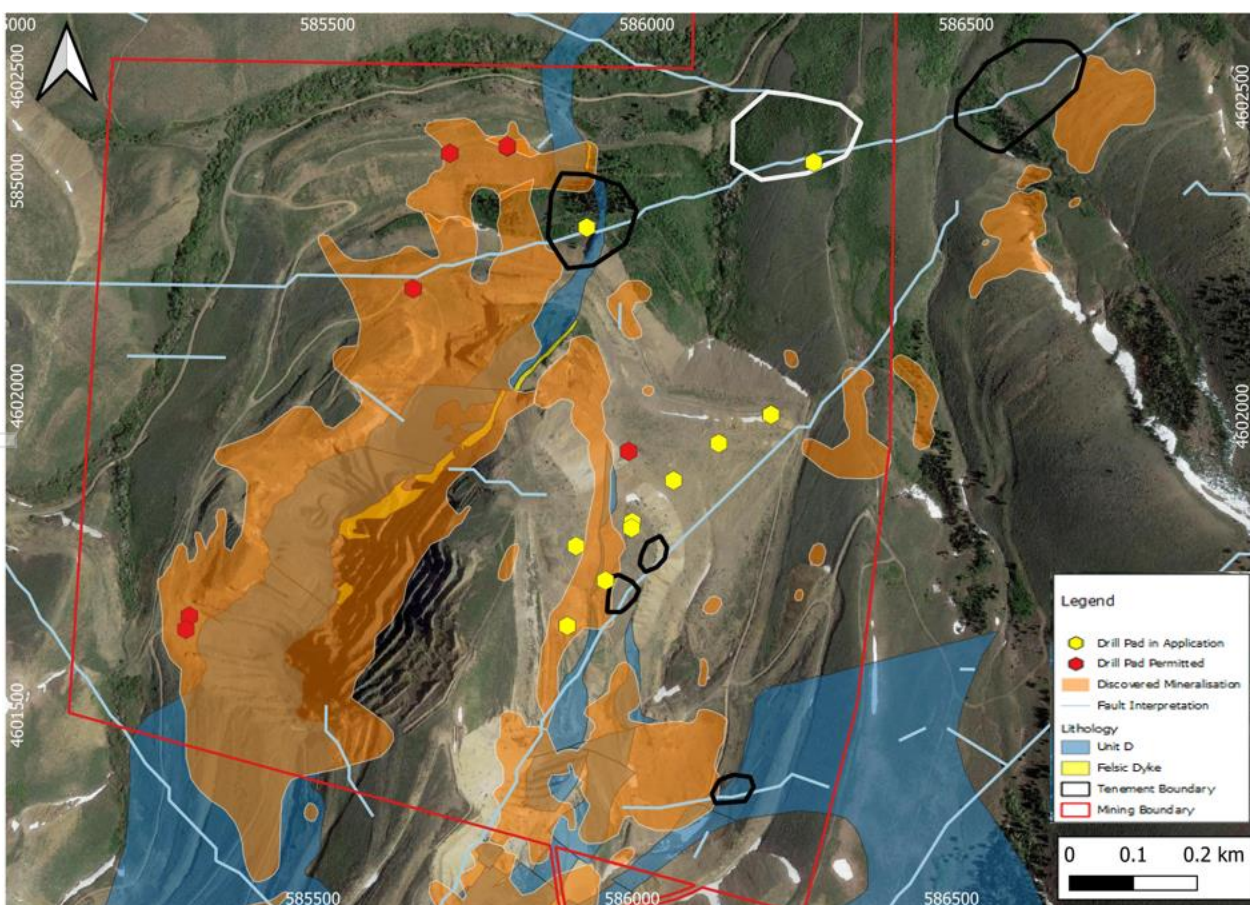 5000
585500
586000
586500
4602500
4602500
585000
4602000
4602000
4601500
Legend
Drill Pad in Application
Drill Pad Permitted
Discovered Mineralisation
Fault Interpretation
Lithology
Unit D
Felsic Dyke
Tenement Boundary
Mining Boundary
0 0.1 0.2 km
585500
586000
586500